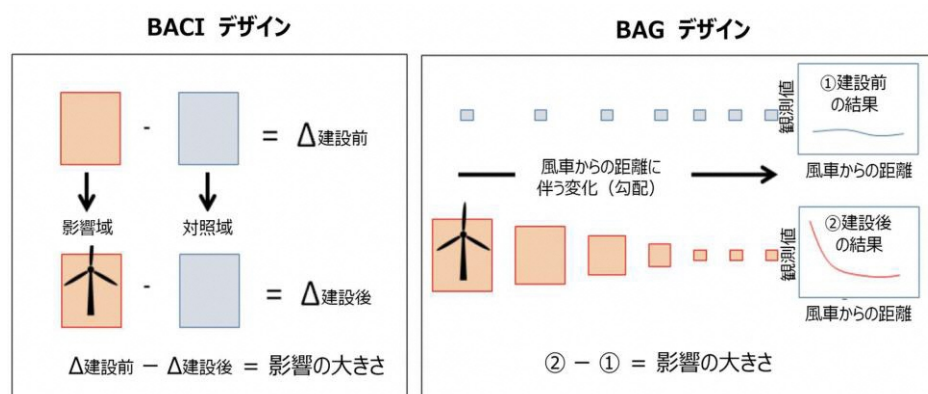 BACI デザイン
- = Δ建設前
影響域
対照域
- = Δ建設後
Δ建設前 − Δ建設後 = 影響の大きさ
BAG デザイン
観測値
①建設前
の結果
風車からの距離
風車からの距離に
伴う変化（勾配）
観測値
②建設後
の結果
風車からの距離
② − ① = 影響の大きさ